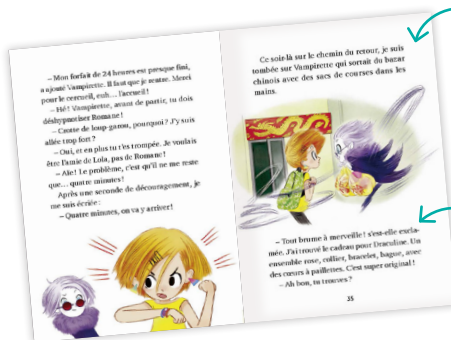 – Mon forfait de 24 heures est presque fini,
a ajouté Vampirette. Il faut que je rentre. Merci
pour le cercueil, euh… l'accueil !
– Hé ! Vampirette, avant de partir, tu dois
déshypnotiser Romane !
– Crotte de loup-garou, pourquoi ? J'y suis
allée trop fort ?
– Oui, et en plus tu t'es trompée. Je voulais
être l'amie de Lola, pas de Romane !
– Aïe ! Le problème, c'est qu'il ne me reste
que… quatre minutes !
Après une seconde de découragement, je
me suis écriée :
– Quatre minutes, on va y arriver !
Ce soir-là sur le chemin du retour, je suis
tombée sur Vampirette qui sortait du bazar
chinois avec des sacs de courses dans les
mains.
– Tout brume à merveille ! s'est-elle excla-
mée. J'ai trouvé le cadeau pour Draculine. Un
ensemble rose, collier, bracelet, bague, avec
des cœurs à paillettes. C'est super original !
– Ah bon, tu trouves ?
35